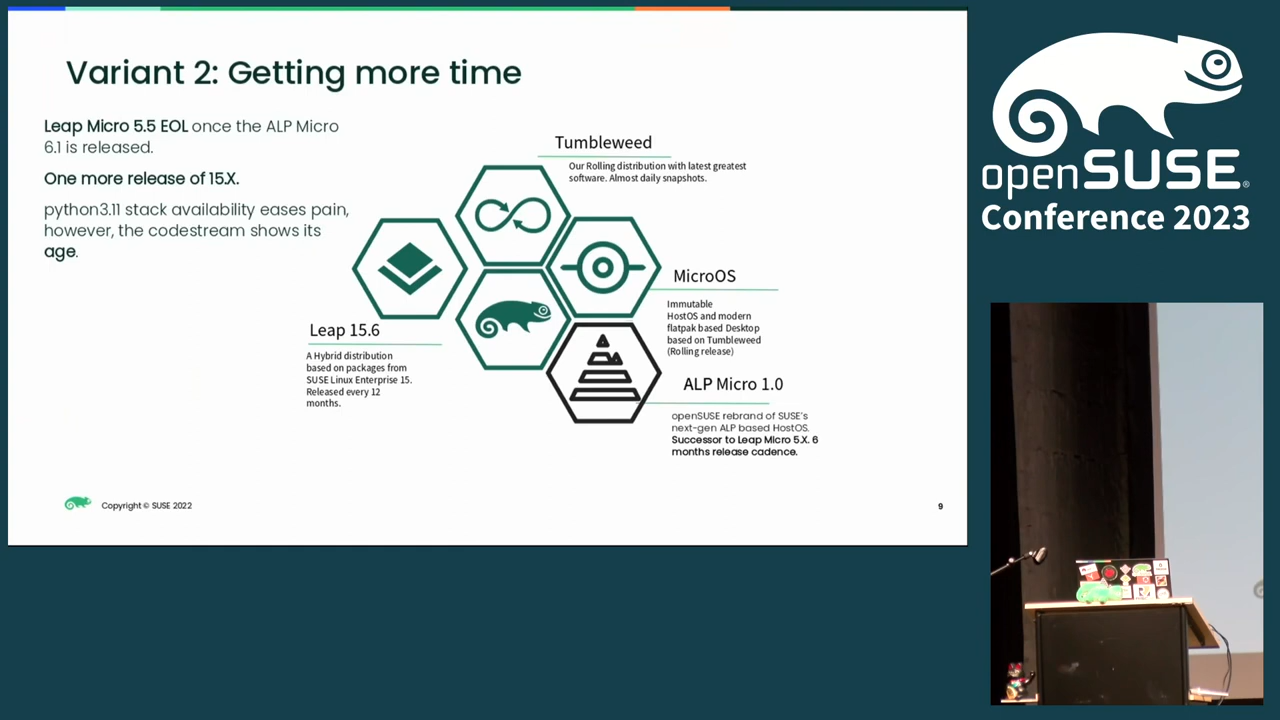 Variant 2: Getting more time
Leap Micro 5.5 EOL once the ALP Micro
6.1 is released.
One more release of 15.X.
python3.11 stack availability eases pain,
however, the codestream shows its
age.
Tumbleweed
Our Rolling distribution with latest greatest
software. Almost daily snapshots.
MicroOS
Immutable
HostOS and modern
flatpak based Desktop
based on Tumbleweed
(Rolling release)
Leap 15.6
A Hybrid distribution
based on packages from
SUSE Linux Enterprise 15.
Released every 12
months.
ALP Micro 1.0
openSUSE rebrand of SUSE's
next-gen ALP based HostOS.
Successor to Leap Micro 5.X. 6
months release cadence.
Copyright © SUSE 2022
9
openSUSE®
Conference 2023